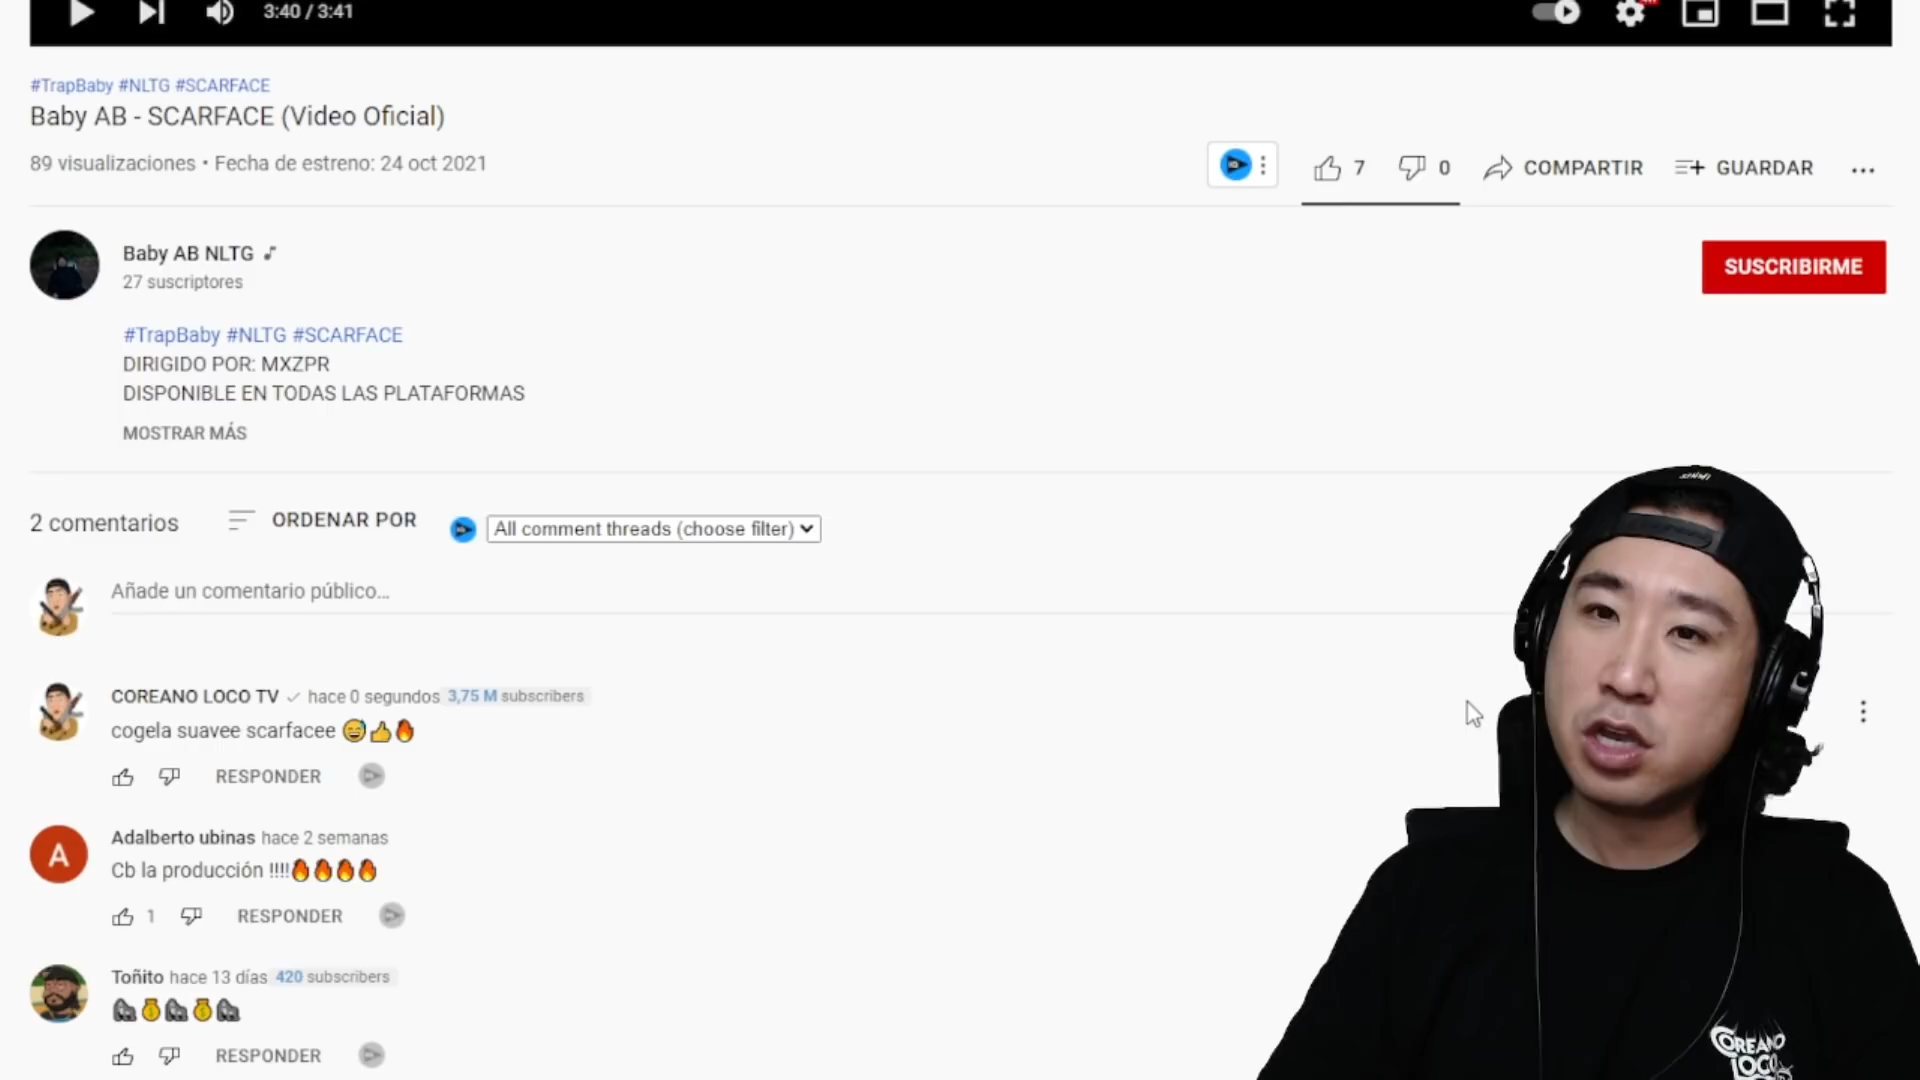 3:40 / 3:41
#TrapBaby #NLTG #SCARFACE
Baby AB - SCARFACE (Video Oficial)
89 visualizaciones • Fecha de estreno: 24 oct 2021
7
0
COMPARTIR
GUARDAR
Baby AB NLTG
27 suscriptores
SUSCRIBIRME
#TrapBaby #NLTG #SCARFACE
DIRIGIDO POR: MXZPR
DISPONIBLE EN TODAS LAS PLATAFORMAS
MOSTRAR MÁS
2 comentarios
ORDENAR POR
All comment threads (choose filter)
Añade un comentario público...
COREANO LOCO TV ✓ hace 0 segundos 3,75 M subscribers
cogela suavee scarfacee 😅👍🔥
RESPONDER
A
Adalberto ubinas hace 2 semanas
Cb la producción !!!!🔥🔥🔥🔥
1
RESPONDER
Toñito hace 13 días 420 subscribers
🦍💰🦍💰🦍
RESPONDER
COREANO
LOCO